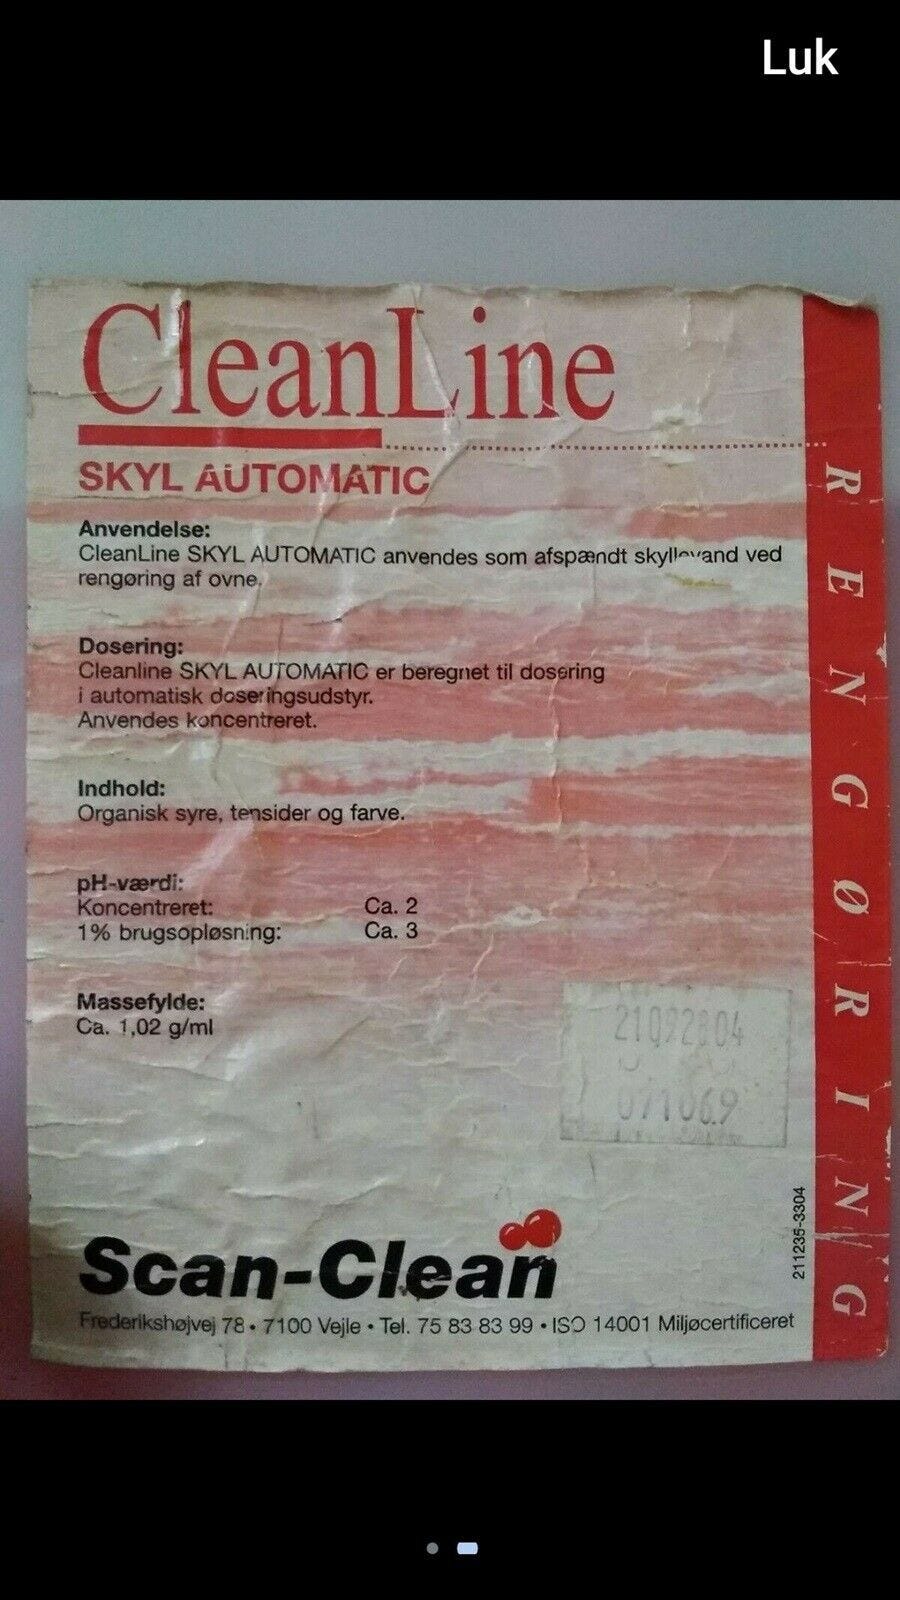 Luk
CleanLine
SKYL AUTOMATIC
Anvendelse:
CleanLine SKYL AUTOMATIC anvendes som afspændt skyllevand ved
rengøring af ovne.
Dosering:
Cleanline SKYL AUTOMATIC er beregnet til dosering
i automatisk doseringsudstyr.
Anvendes koncentreret.
Indhold:
Organisk syre, tensider og farve.
pH-værdi:
Koncentreret: Ca. 2
1% brugsopløsning: Ca. 3
Massefylde:
Ca. 1,02 g/ml
211235-3304
Scan-Clean
Frederikshøjvej 78 • 7100 Vejle • Tel. 75 83 83 99 • ISO 14001 Miljøcertificeret
RENGØRING